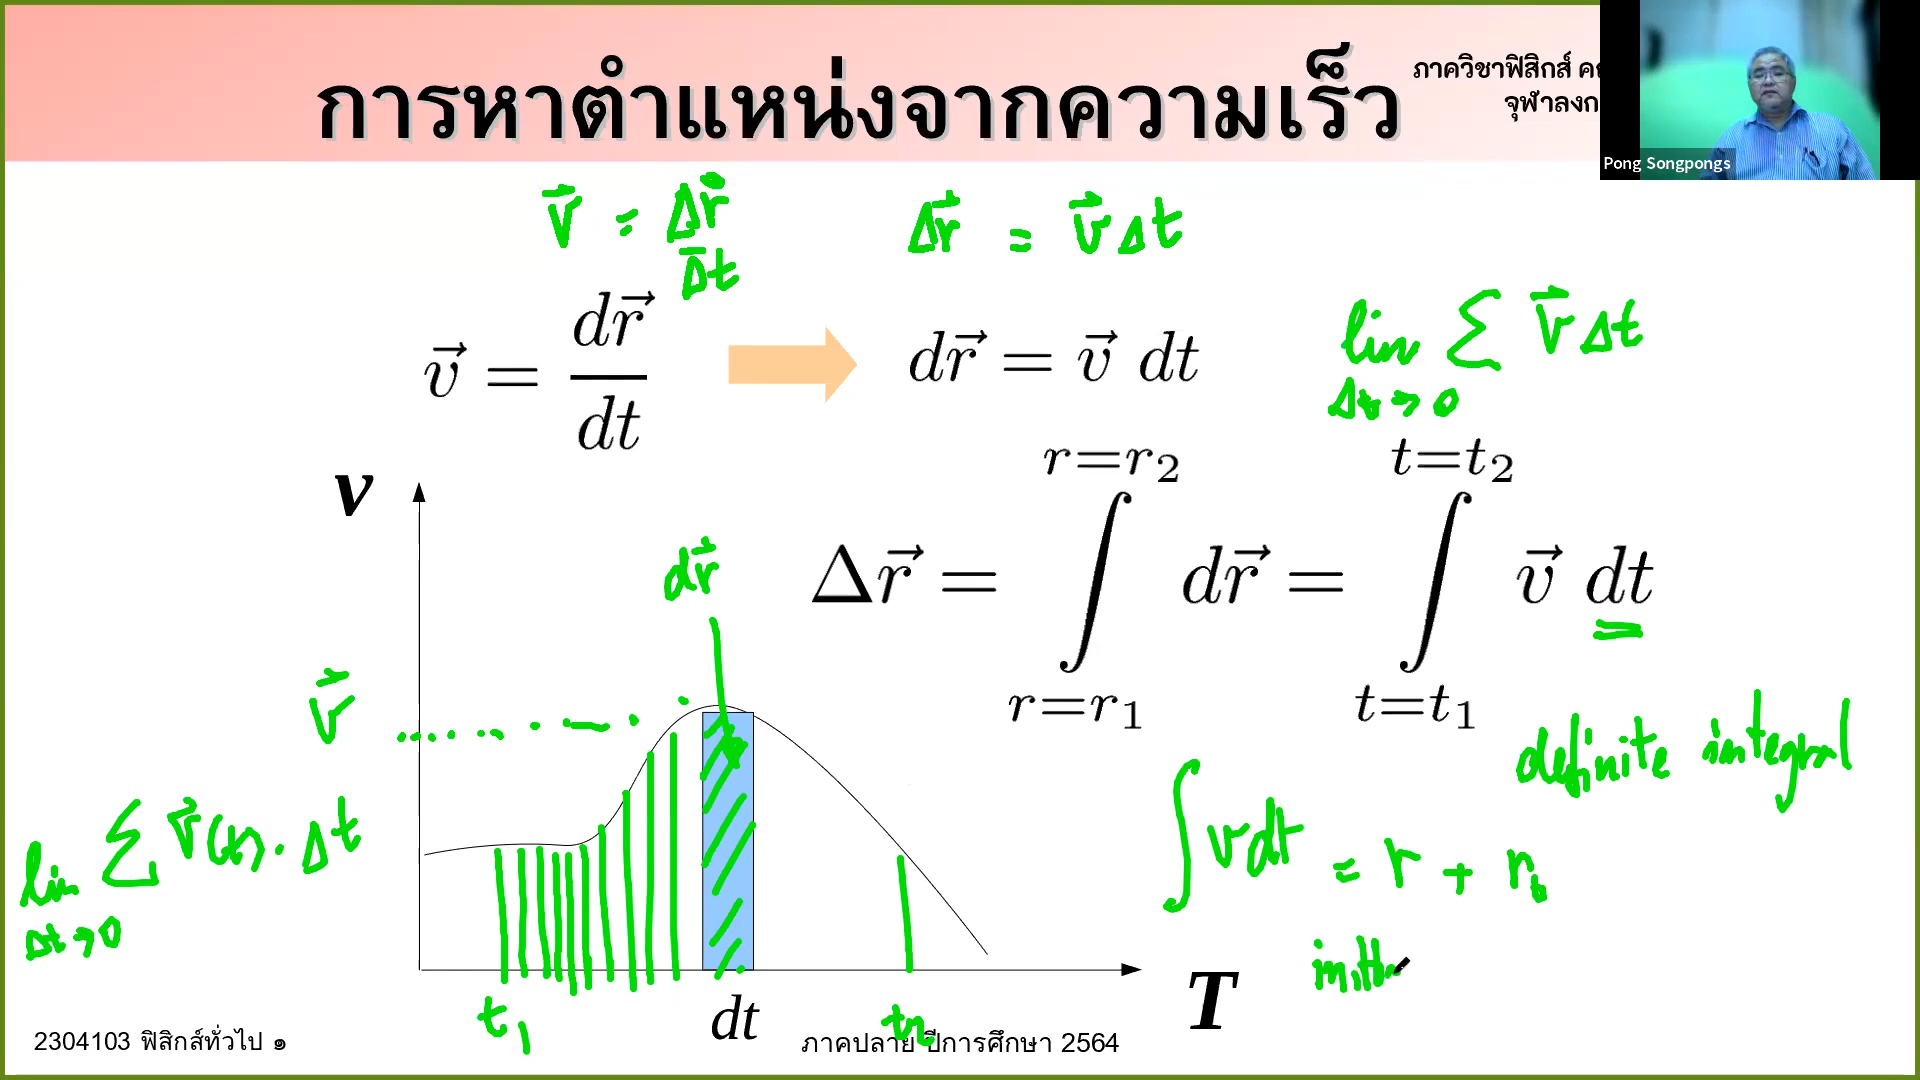 การหาตำแหน่งจากความเร็ว
ภาควิชาฟิสิกส์
จุฬาลงก
Pong Songpongs
v⃗ = Δr⃗/Δt
Δr⃗ = v⃗Δt
v⃗ = dr⃗/dt
dr⃗ = v⃗ dt
lim Δt→0 Σ v⃗Δt
Δr⃗ = ∫_{r=r₁}^{r=r₂} dr⃗ = ∫_{t=t₁}^{t=t₂} v⃗ dt
v
dr⃗
v⃗
definite integral
lim Δt→0 Σ v⃗(t)·Δt
∫vdt = r +
t₁
dt
t₂
T
2304103 ฟิสิกส์ทั่วไป ๑
ภาคปลาย ปีการศึกษา 2564